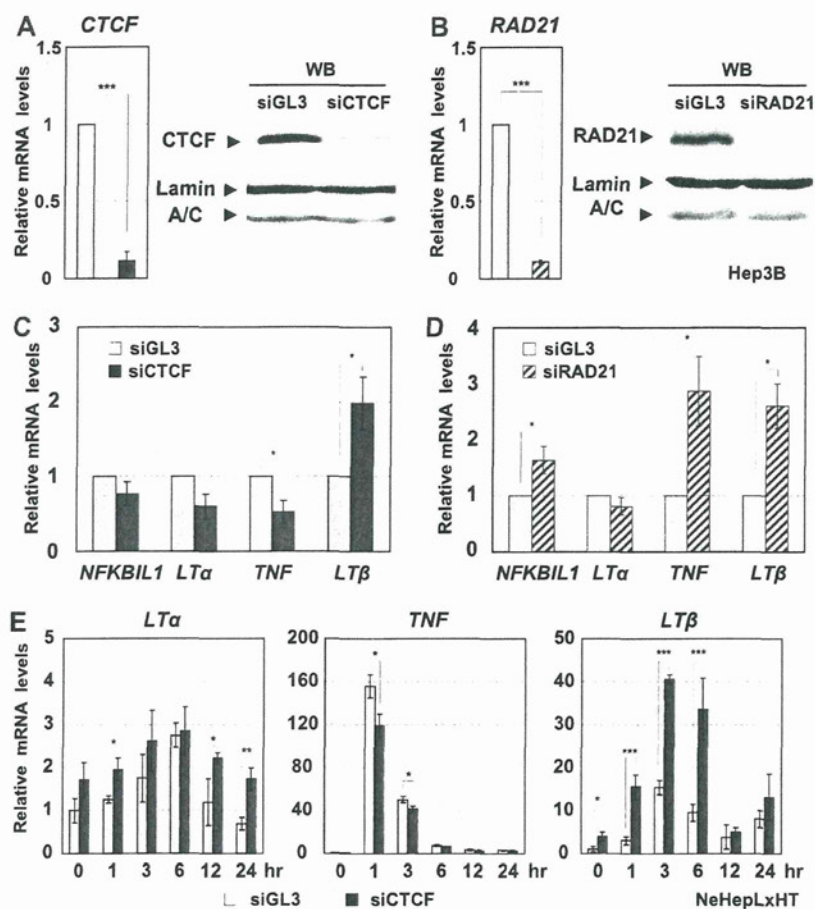 A
CTCF
Relative mRNA levels
1.5
1
0.5
0
***
WB
siGL3 siCTCF
CTCF
Lamin
A/C
B
RAD21
Relative mRNA levels
1.5
1
0.5
0
***
WB
siGL3 siRAD21
RAD21
Lamin
A/C
Hep3B
C
Relative mRNA levels
3
2
1
0
siGL3
siCTCF
*
*
NFKBIL1 LTα TNF LTβ
D
Relative mRNA levels
4
3
2
1
0
siGL3
siRAD21
*
*
*
NFKBIL1 LTα TNF LTβ
E
LTα
Relative mRNA levels
5
4
3
2
1
0
*
*
**
0 1 3 6 12 24 hr
TNF
200
160
120
80
40
0
*
*
0 1 3 6 12 24 hr
LTβ
50
40
30
20
10
0
*
***
***
***
0 1 3 6 12 24 hr
siGL3 siCTCF
NeHepLxHT